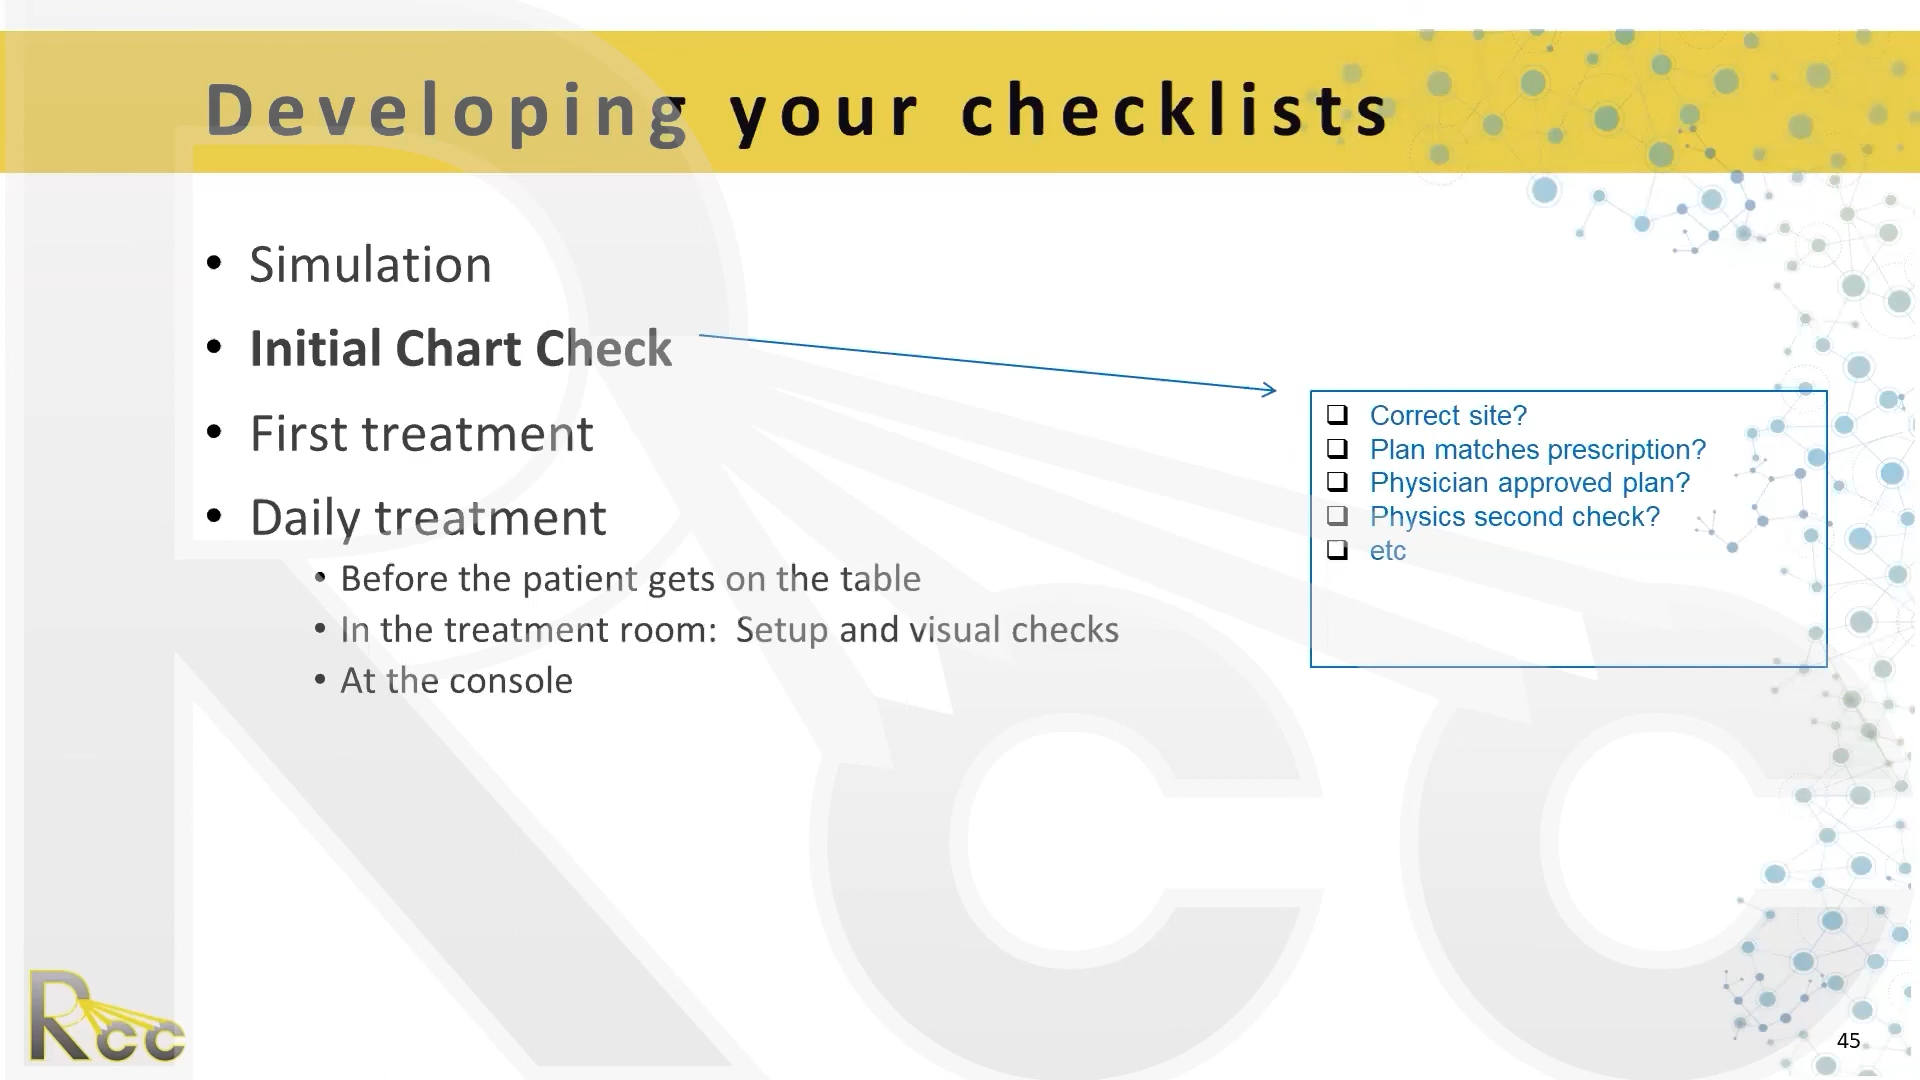 Developing your checklists
• Simulation
• Initial Chart Check
• First treatment
• Daily treatment
• Before the patient gets on the table
• In the treatment room:  Setup and visual checks
• At the console
❑ Correct site?
❑ Plan matches prescription?
❑ Physician approved plan?
❑ Physics second check?
❑ etc
Rcc
Rcc
45